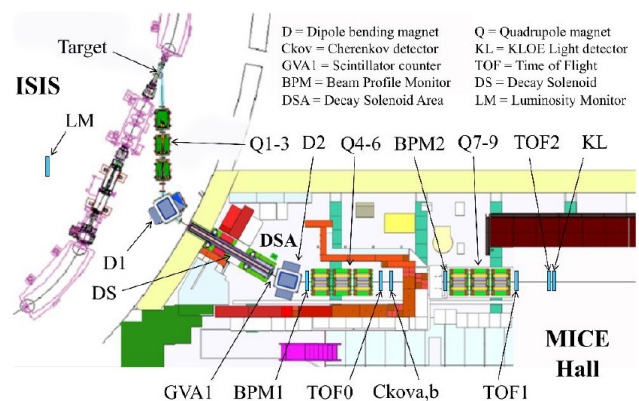 D = Dipole bending magnet
Q = Quadrupole magnet
Ckov = Cherenkov detector
KL = KLOE Light detector
GVA1 = Scintillator counter
TOF = Time of Flight
BPM = Beam Profile Monitor
DS = Decay Solenoid
DSA = Decay Solenoid Area
LM = Luminosity Monitor
Target
ISIS
LM
Q1-3
D2
Q4-6
BPM2
Q7-9
TOF2
KL
D1
DSA
DS
MICE
Hall
GVA1
BPM1
TOF0
Ckova,b
TOF1